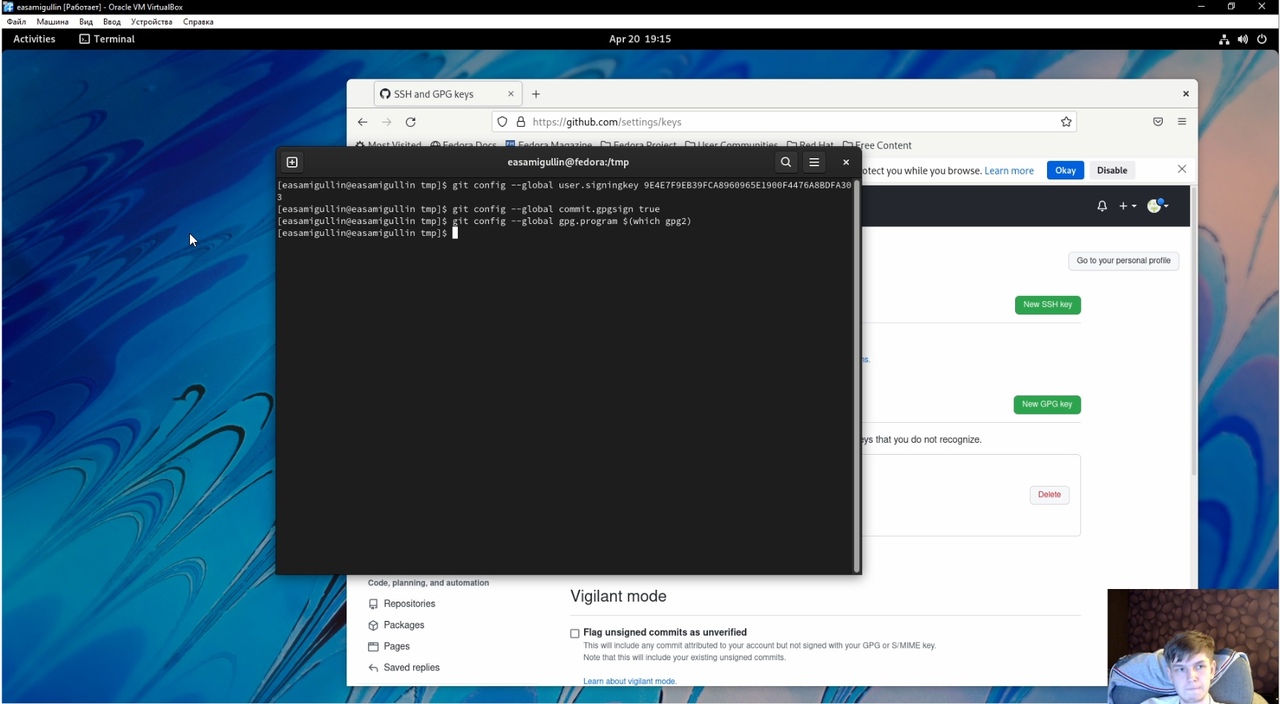 easamigullin [Работает] - Oracle VM VirtualBox
Файл Машина Вид Ввод Устройства Справка
Activities Terminal Apr 20 19:15
SSH and GPG keys
https://github.com/settings/keys
Most Visited Fedora Docs Fedora Magazine Fedora Project User Communities Red Hat Free Content
easamigullin@fedora:/tmp
otect you while you browse. Learn more Okay Disable
[easamigullin@easamigullin tmp]$ git config --global user.signingkey 9E4E7F9EB39FCA8960965E1900F4476A8BDFA30
3
[easamigullin@easamigullin tmp]$ git config --global commit.gpgsign true
[easamigullin@easamigullin tmp]$ git config --global gpg.program $(which gpg2)
[easamigullin@easamigullin tmp]$
Go to your personal profile
New SSH key
ns.
New GPG key
eys that you do not recognize.
Delete
Code, planning, and automation
Repositories
Packages
Pages
Saved replies
Vigilant mode
Flag unsigned commits as unverified
This will include any commit attributed to your account but not signed with your GPG or S/MIME key.
Note that this will include your existing unsigned commits.
Learn about vigilant mode.